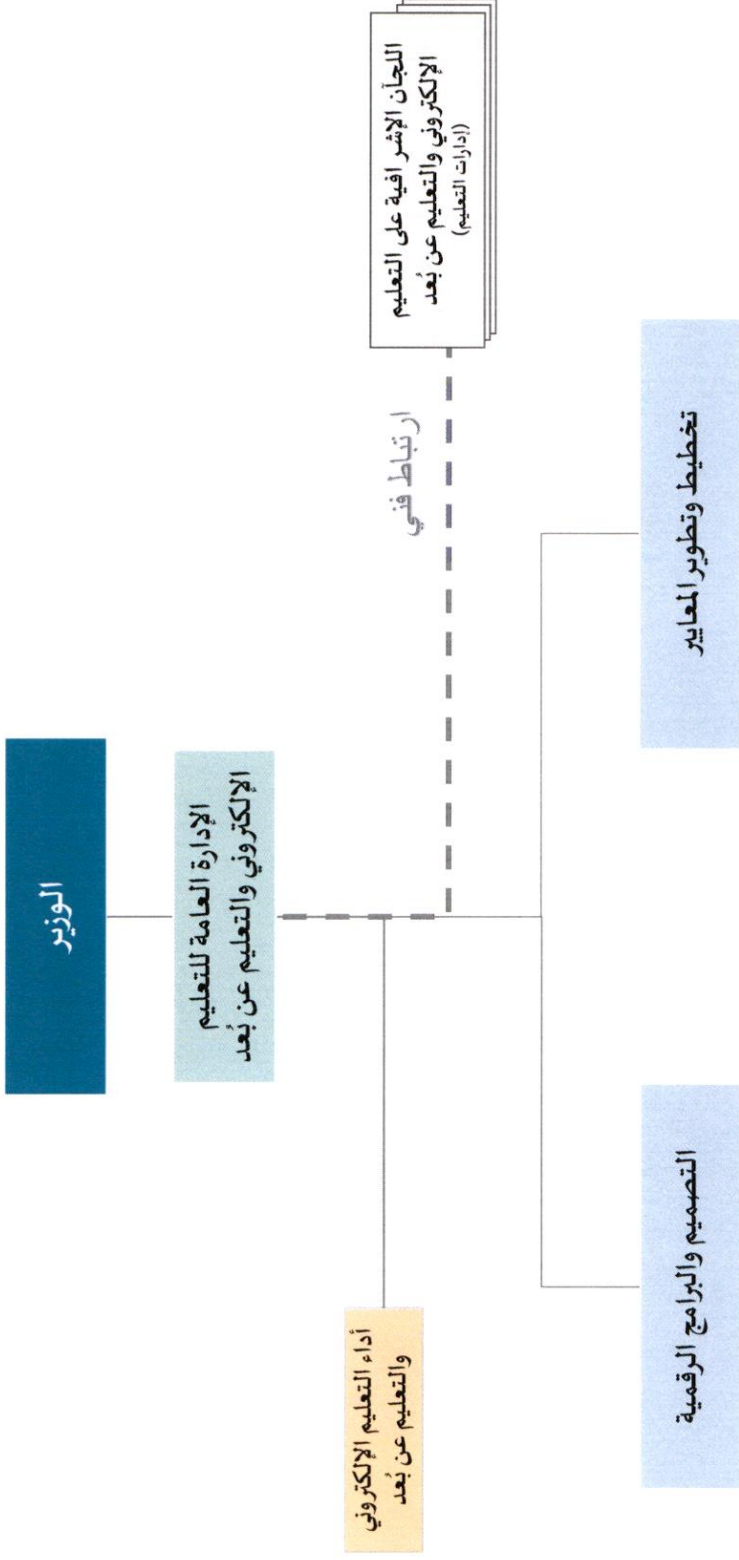 الوزير
الإدارة العامة للتعليم
الإلكتروني والتعليم عن بُعد
ارتباط فني
اللجان الإشرافية على التعليم
الإلكتروني والتعليم عن بُعد
(إدارات التعليم)
أداء التعليم الإلكتروني
والتعليم عن بُعد
تخطيط وتطوير المعايير
التصميم والبرامج الرقمية